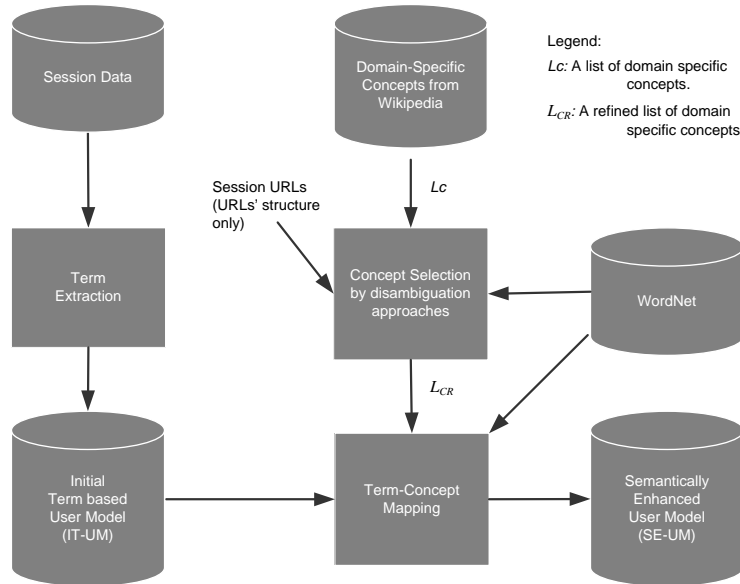 Session Data
Domain-Specific
Concepts from
Wikipedia
Legend:
Lc: A list of domain specific
concepts.
LCR: A refined list of domain
specific concepts
Session URLs
(URLs' structure
only)
Lc
Term
Extraction
Concept Selection
by disambiguation
approaches
WordNet
LCR
Initial
Term based
User Model
(IT-UM)
Term-Concept
Mapping
Semantically
Enhanced
User Model
(SE-UM)